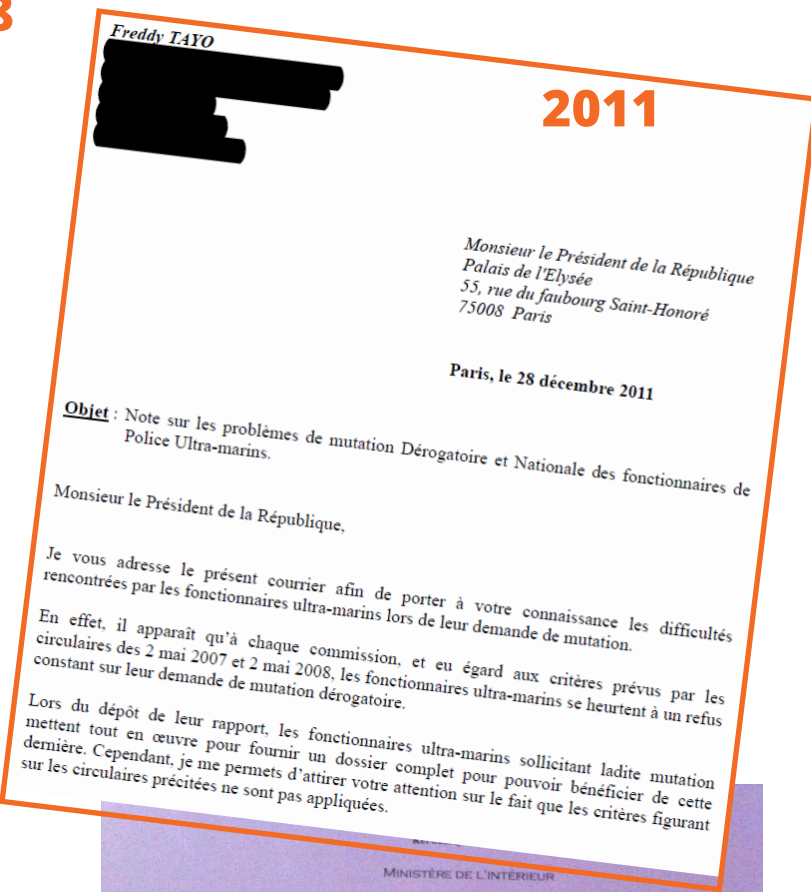 Freddy TAYO
2011
Monsieur le Président de la République
Palais de l'Elysée
55, rue du faubourg Saint-Honoré
75008 Paris
Paris, le 28 décembre 2011
Objet : Note sur les problèmes de mutation Dérogatoire et Nationale des fonctionnaires de
Police Ultra-marins.
Monsieur le Président de la République,
Je vous adresse le présent courrier afin de porter à votre connaissance les difficultés
rencontrées par les fonctionnaires ultra-marins lors de leur demande de mutation.
En effet, il apparaît qu'à chaque commission, et eu égard aux critères prévus par les
circulaires des 2 mai 2007 et 2 mai 2008, les fonctionnaires ultra-marins se heurtent à un refus
constant sur leur demande de mutation dérogatoire.
Lors du dépôt de leur rapport, les fonctionnaires ultra-marins sollicitant ladite mutation
mettent tout en œuvre pour fournir un dossier complet pour pouvoir bénéficier de cette
dernière. Cependant, je me permets d'attirer votre attention sur le fait que les critères figurant
sur les circulaires précitées ne sont pas appliquées.
MINISTÈRE DE L'INTÉRIEUR